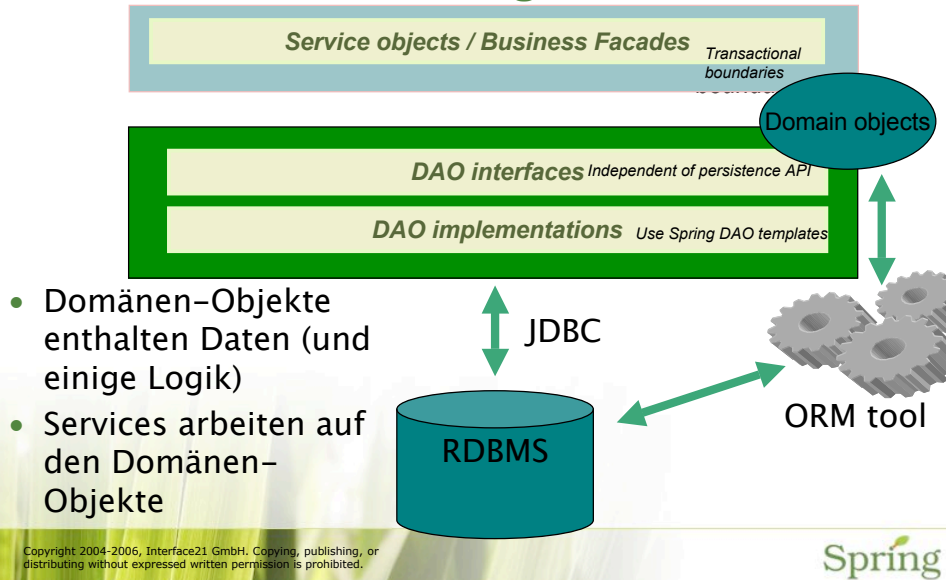 Service objects / Business Facades
Transactional
boundaries
Domain objects
DAO interfaces Independent of persistence API
DAO implementations Use Spring DAO templates
• Domänen-Objekte
enthalten Daten (und
einige Logik)
• Services arbeiten auf
den Domänen-
Objekte
JDBC
RDBMS
ORM tool
Copyright 2004-2006, Interface21 GmbH. Copying, publishing, or
distributing without expressed written permission is prohibited.
Spring